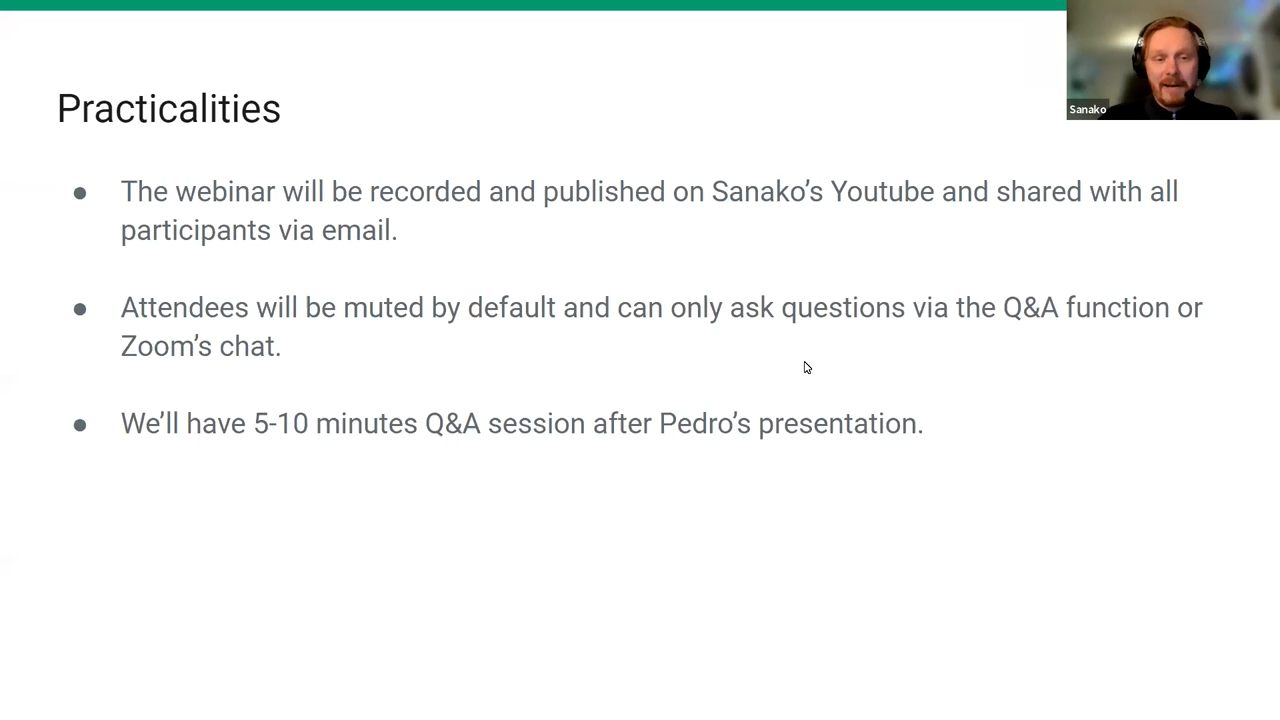 Sanako
Practicalities
● The webinar will be recorded and published on Sanako’s Youtube and shared with all
participants via email.
● Attendees will be muted by default and can only ask questions via the Q&A function or
Zoom’s chat.
● We’ll have 5-10 minutes Q&A session after Pedro’s presentation.